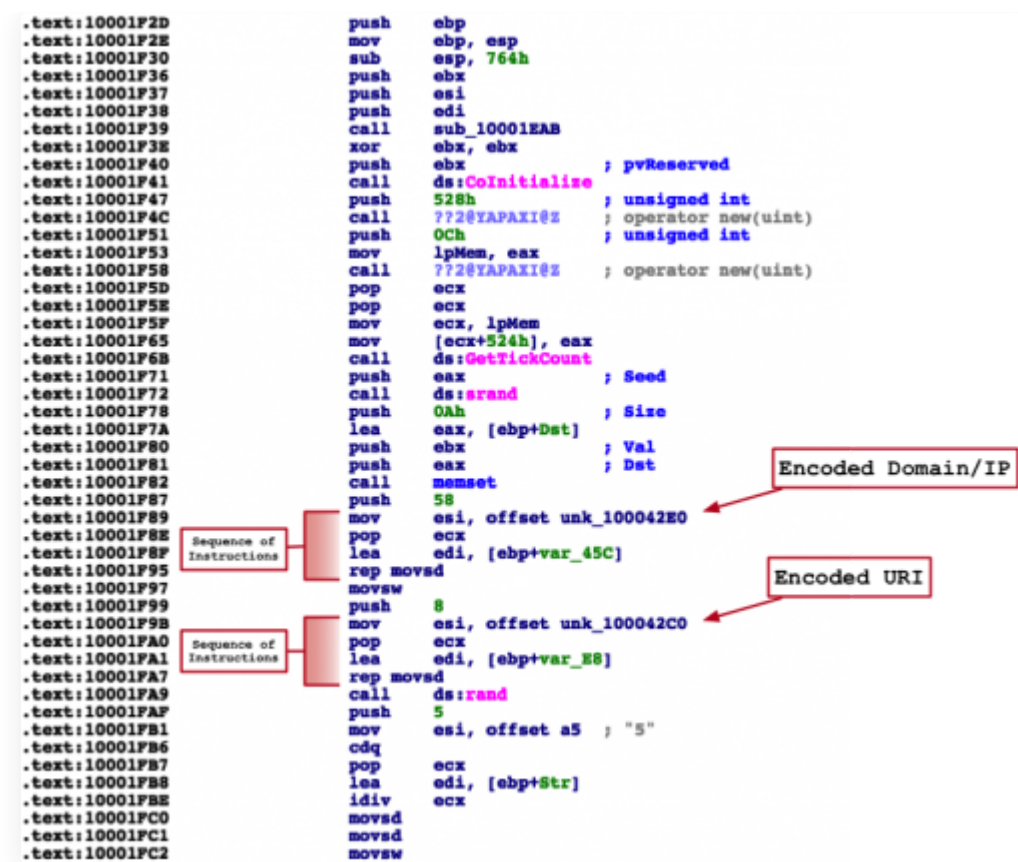 .text:10001F2D push ebp
.text:10001F2E mov ebp, esp
.text:10001F30 sub esp, 764h
.text:10001F36 push ebx
.text:10001F37 push esi
.text:10001F38 push edi
.text:10001F39 call sub_10001EAB
.text:10001F3E xor ebx, ebx
.text:10001F40 push ebx ; pvReserved
.text:10001F41 call ds:CoInitialize
.text:10001F47 push 528h ; unsigned int
.text:10001F4C call ??2@YAPAXI@Z ; operator new(uint)
.text:10001F51 push 0Ch ; unsigned int
.text:10001F53 mov lpMem, eax
.text:10001F58 call ??2@YAPAXI@Z ; operator new(uint)
.text:10001F5D pop ecx
.text:10001F5E pop ecx
.text:10001F5F mov ecx, lpMem
.text:10001F65 mov [ecx+524h], eax
.text:10001F6B call ds:GetTickCount
.text:10001F71 push eax ; Seed
.text:10001F72 call ds:srand
.text:10001F78 push 0Ah ; Size
.text:10001F7A lea eax, [ebp+Dst]
.text:10001F80 push ebx ; Val
.text:10001F81 push eax ; Dst
.text:10001F82 call memset
Encoded Domain/IP
.text:10001F87 push 58
.text:10001F89 mov esi, offset unk_100042E0
.text:10001F8E pop ecx
Sequence of
Instructions
.text:10001F8F lea edi, [ebp+var_45C]
.text:10001F95 rep movsd
.text:10001F97 movsw
Encoded URI
.text:10001F99 push 8
.text:10001F9B mov esi, offset unk_100042C0
.text:10001FA0 pop ecx
Sequence of
Instructions
.text:10001FA1 lea edi, [ebp+var_E8]
.text:10001FA7 rep movsd
.text:10001FA9 call ds:rand
.text:10001FAF push 5
.text:10001FB1 mov esi, offset a5 ; "5"
.text:10001FB6 cdq
.text:10001FB7 pop ecx
.text:10001FB8 lea edi, [ebp+Str]
.text:10001FBE idiv ecx
.text:10001FC0 movsd
.text:10001FC1 movsd
.text:10001FC2 movsw